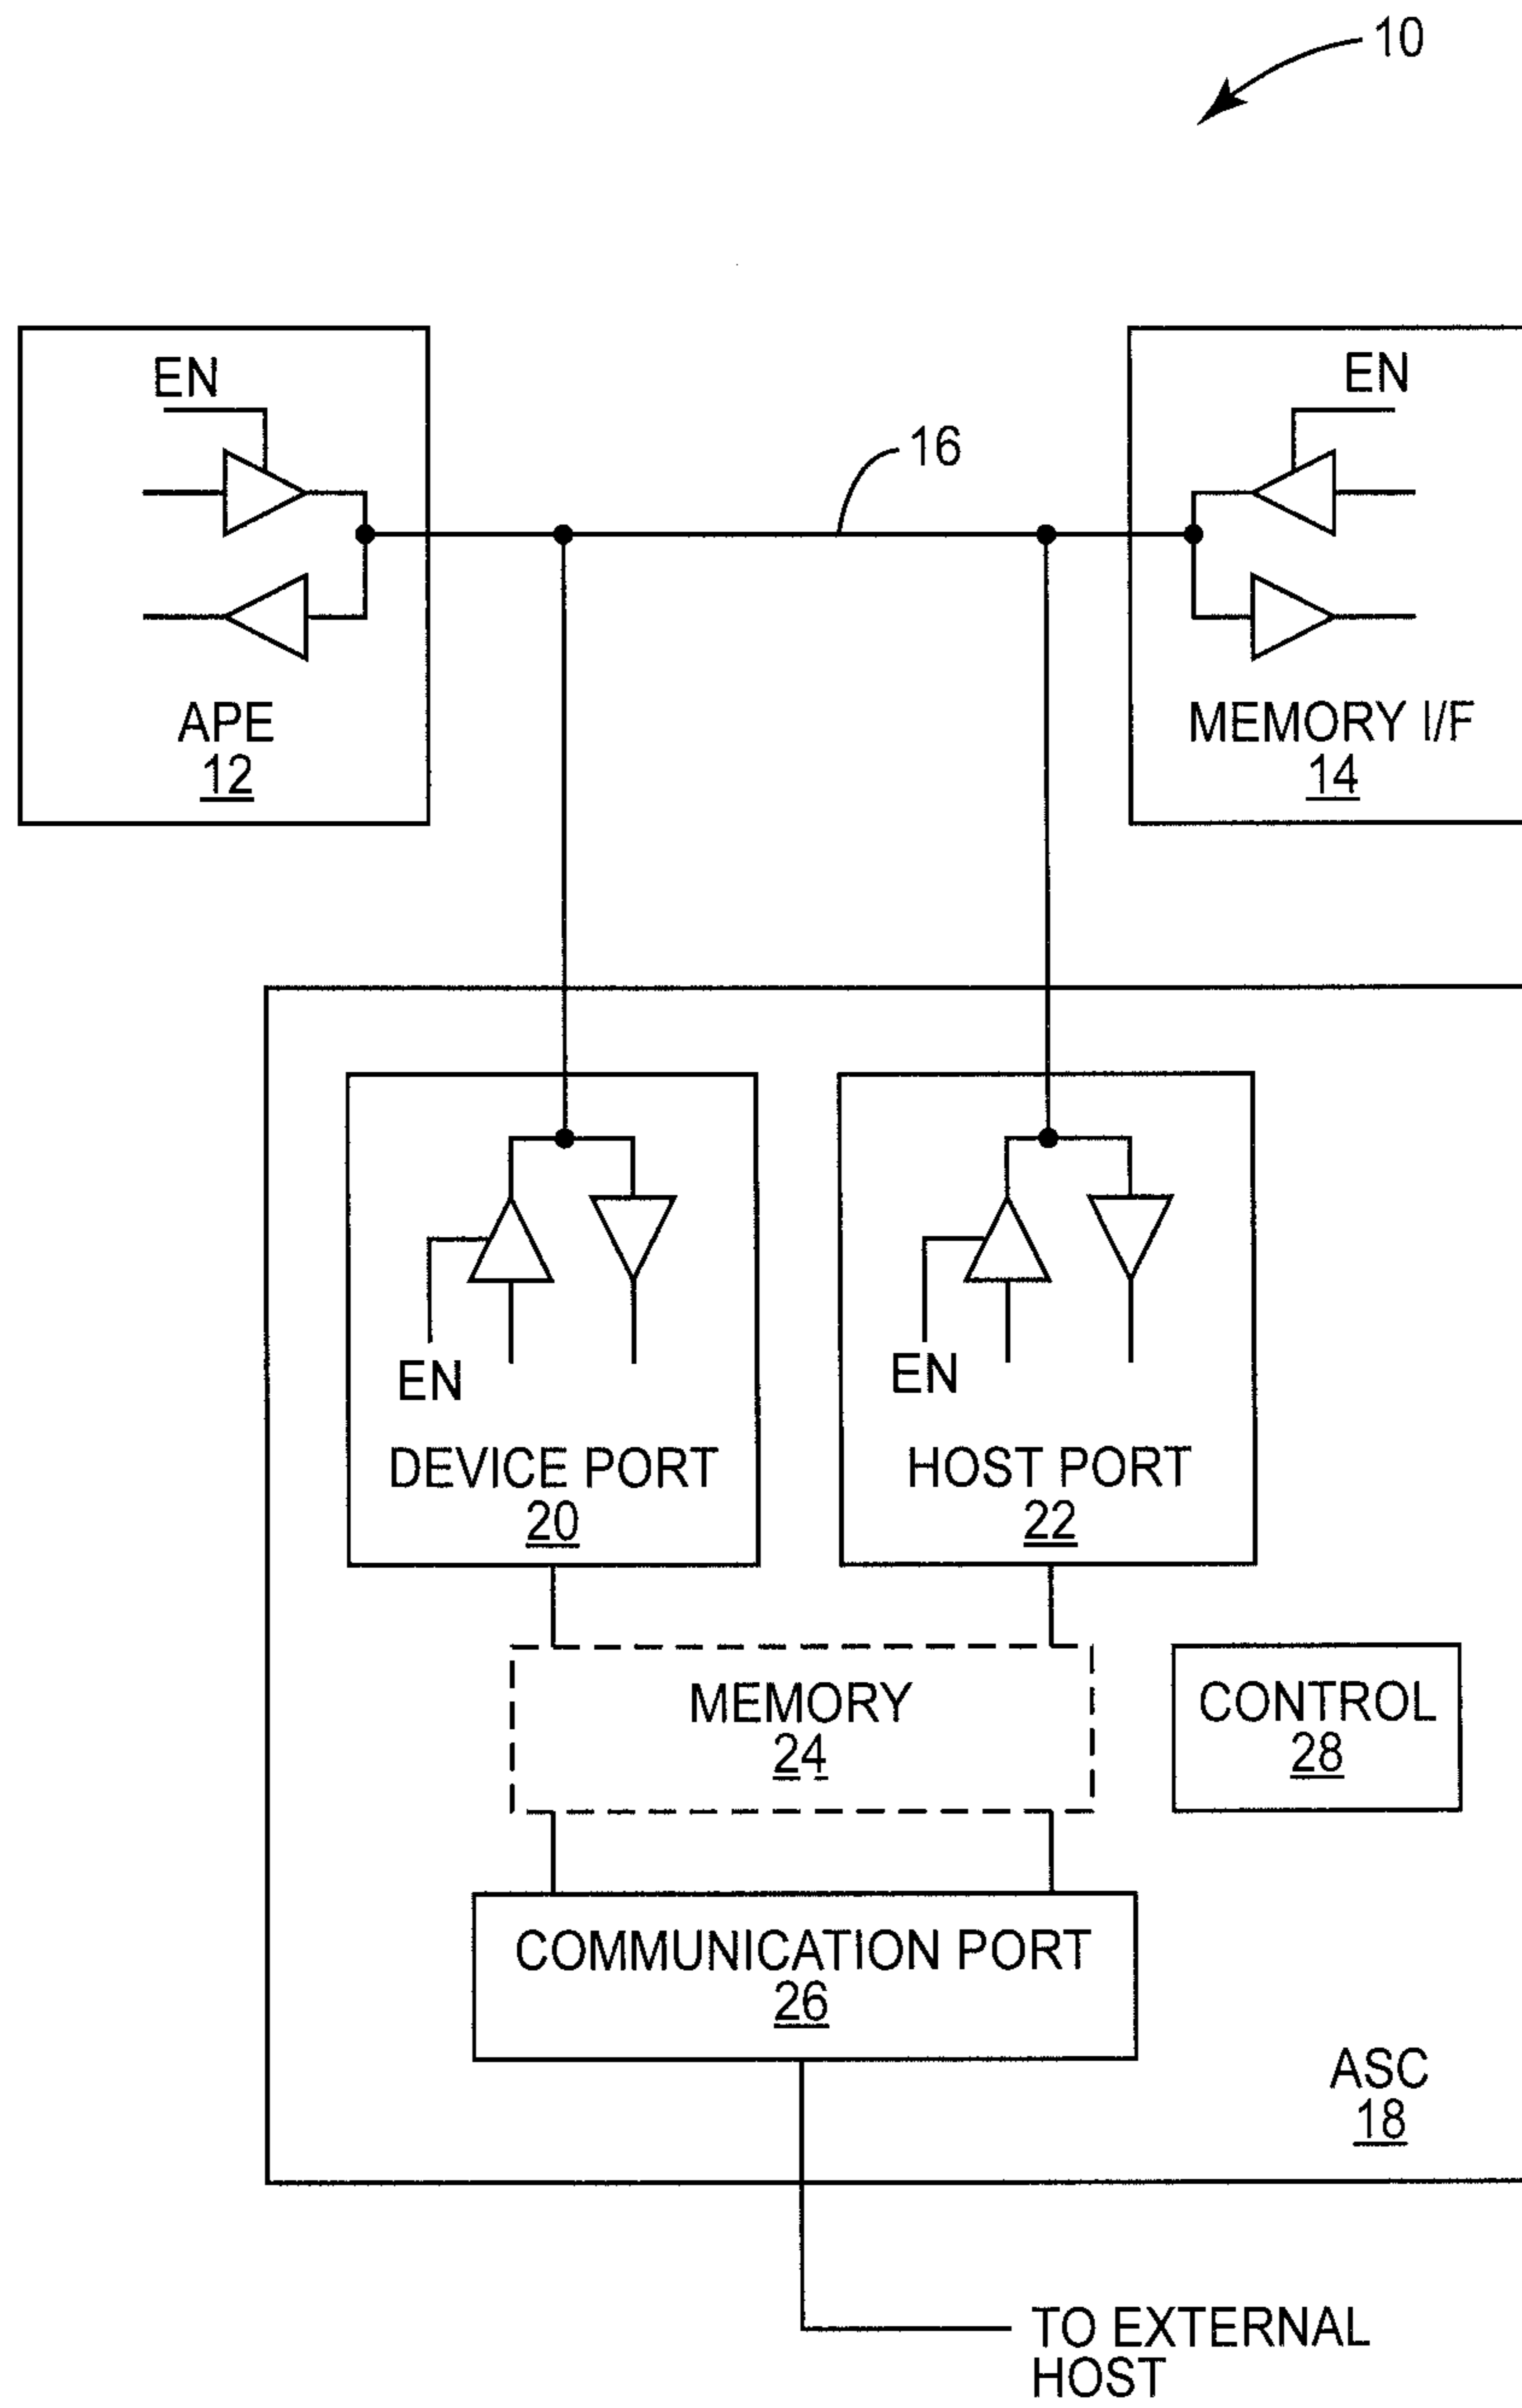 10
EN
EN
16
APE
12
MEMORY I/F
14
EN
EN
DEVICE PORT
20
HOST PORT
22
MEMORY
24
CONTROL
28
COMMUNICATION PORT
26
ASC
18
TO EXTERNAL
HOST